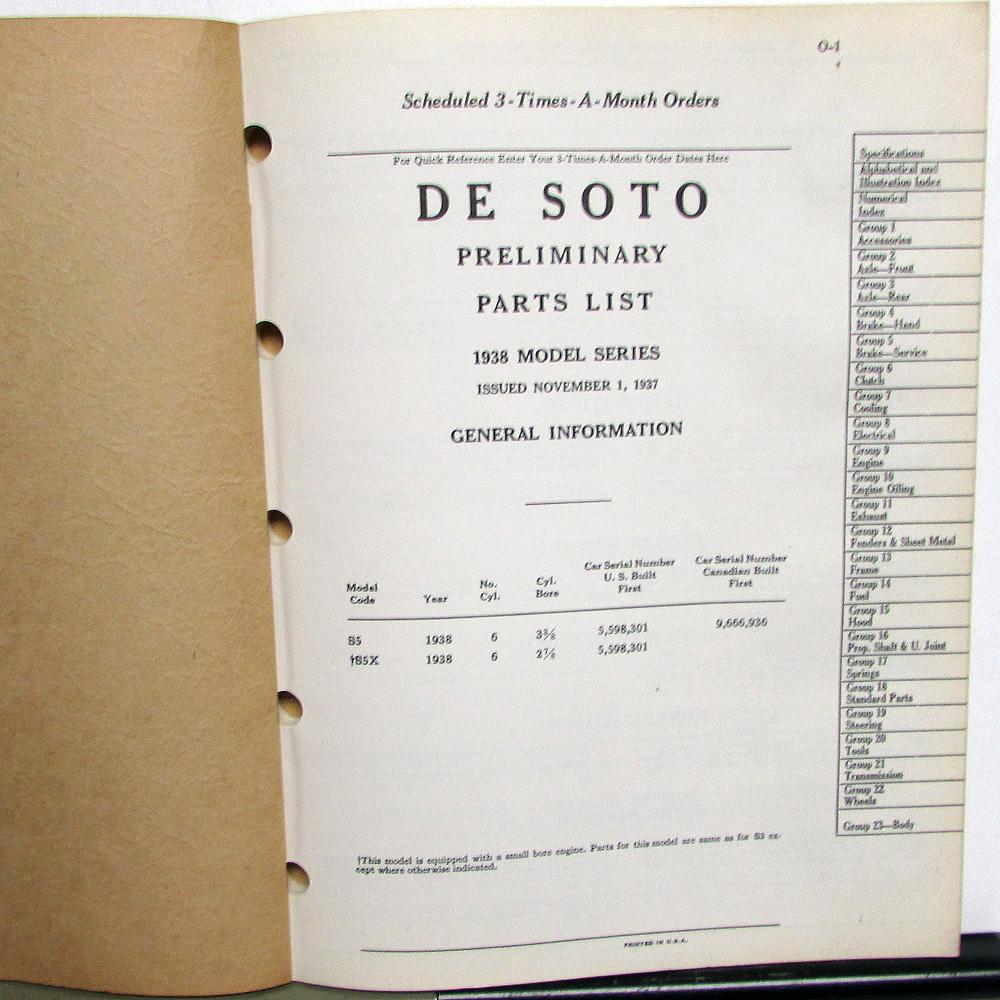 O-1
Scheduled 3-Times-A-Month Orders
For Quick Reference Enter Your 3-Times-A-Month Order Dates Here
DE SOTO
PRELIMINARY
PARTS LIST
1938 MODEL SERIES
ISSUED NOVEMBER 1, 1937
GENERAL INFORMATION
Model Code Year No. Cyl. Cyl. Bore Car Serial Number U. S. Built First Car Serial Number Canadian Built First
S5 1938 6 3⅜ 5,598,301 9,666,936
†S5X 1938 6 2⅞ 5,598,301
†This model is equipped with a small bore engine. Parts for this model are same as for S5 ex-
cept where otherwise indicated.
PRINTED IN U.S.A.
Specifications
Alphabetical and
Illustration Index
Numerical
Index
Group 1
Accessories
Group 2
Axle—Front
Group 3
Axle—Rear
Group 4
Brake—Hand
Group 5
Brake—Service
Group 6
Clutch
Group 7
Cooling
Group 8
Electrical
Group 9
Engine
Group 10
Engine Oiling
Group 11
Exhaust
Group 12
Fenders & Sheet Metal
Group 13
Frame
Group 14
Fuel
Group 15
Hood
Group 16
Prop. Shaft & U. Joint
Group 17
Springs
Group 18
Standard Parts
Group 19
Steering
Group 20
Tools
Group 21
Transmission
Group 22
Wheels
Group 23—Body